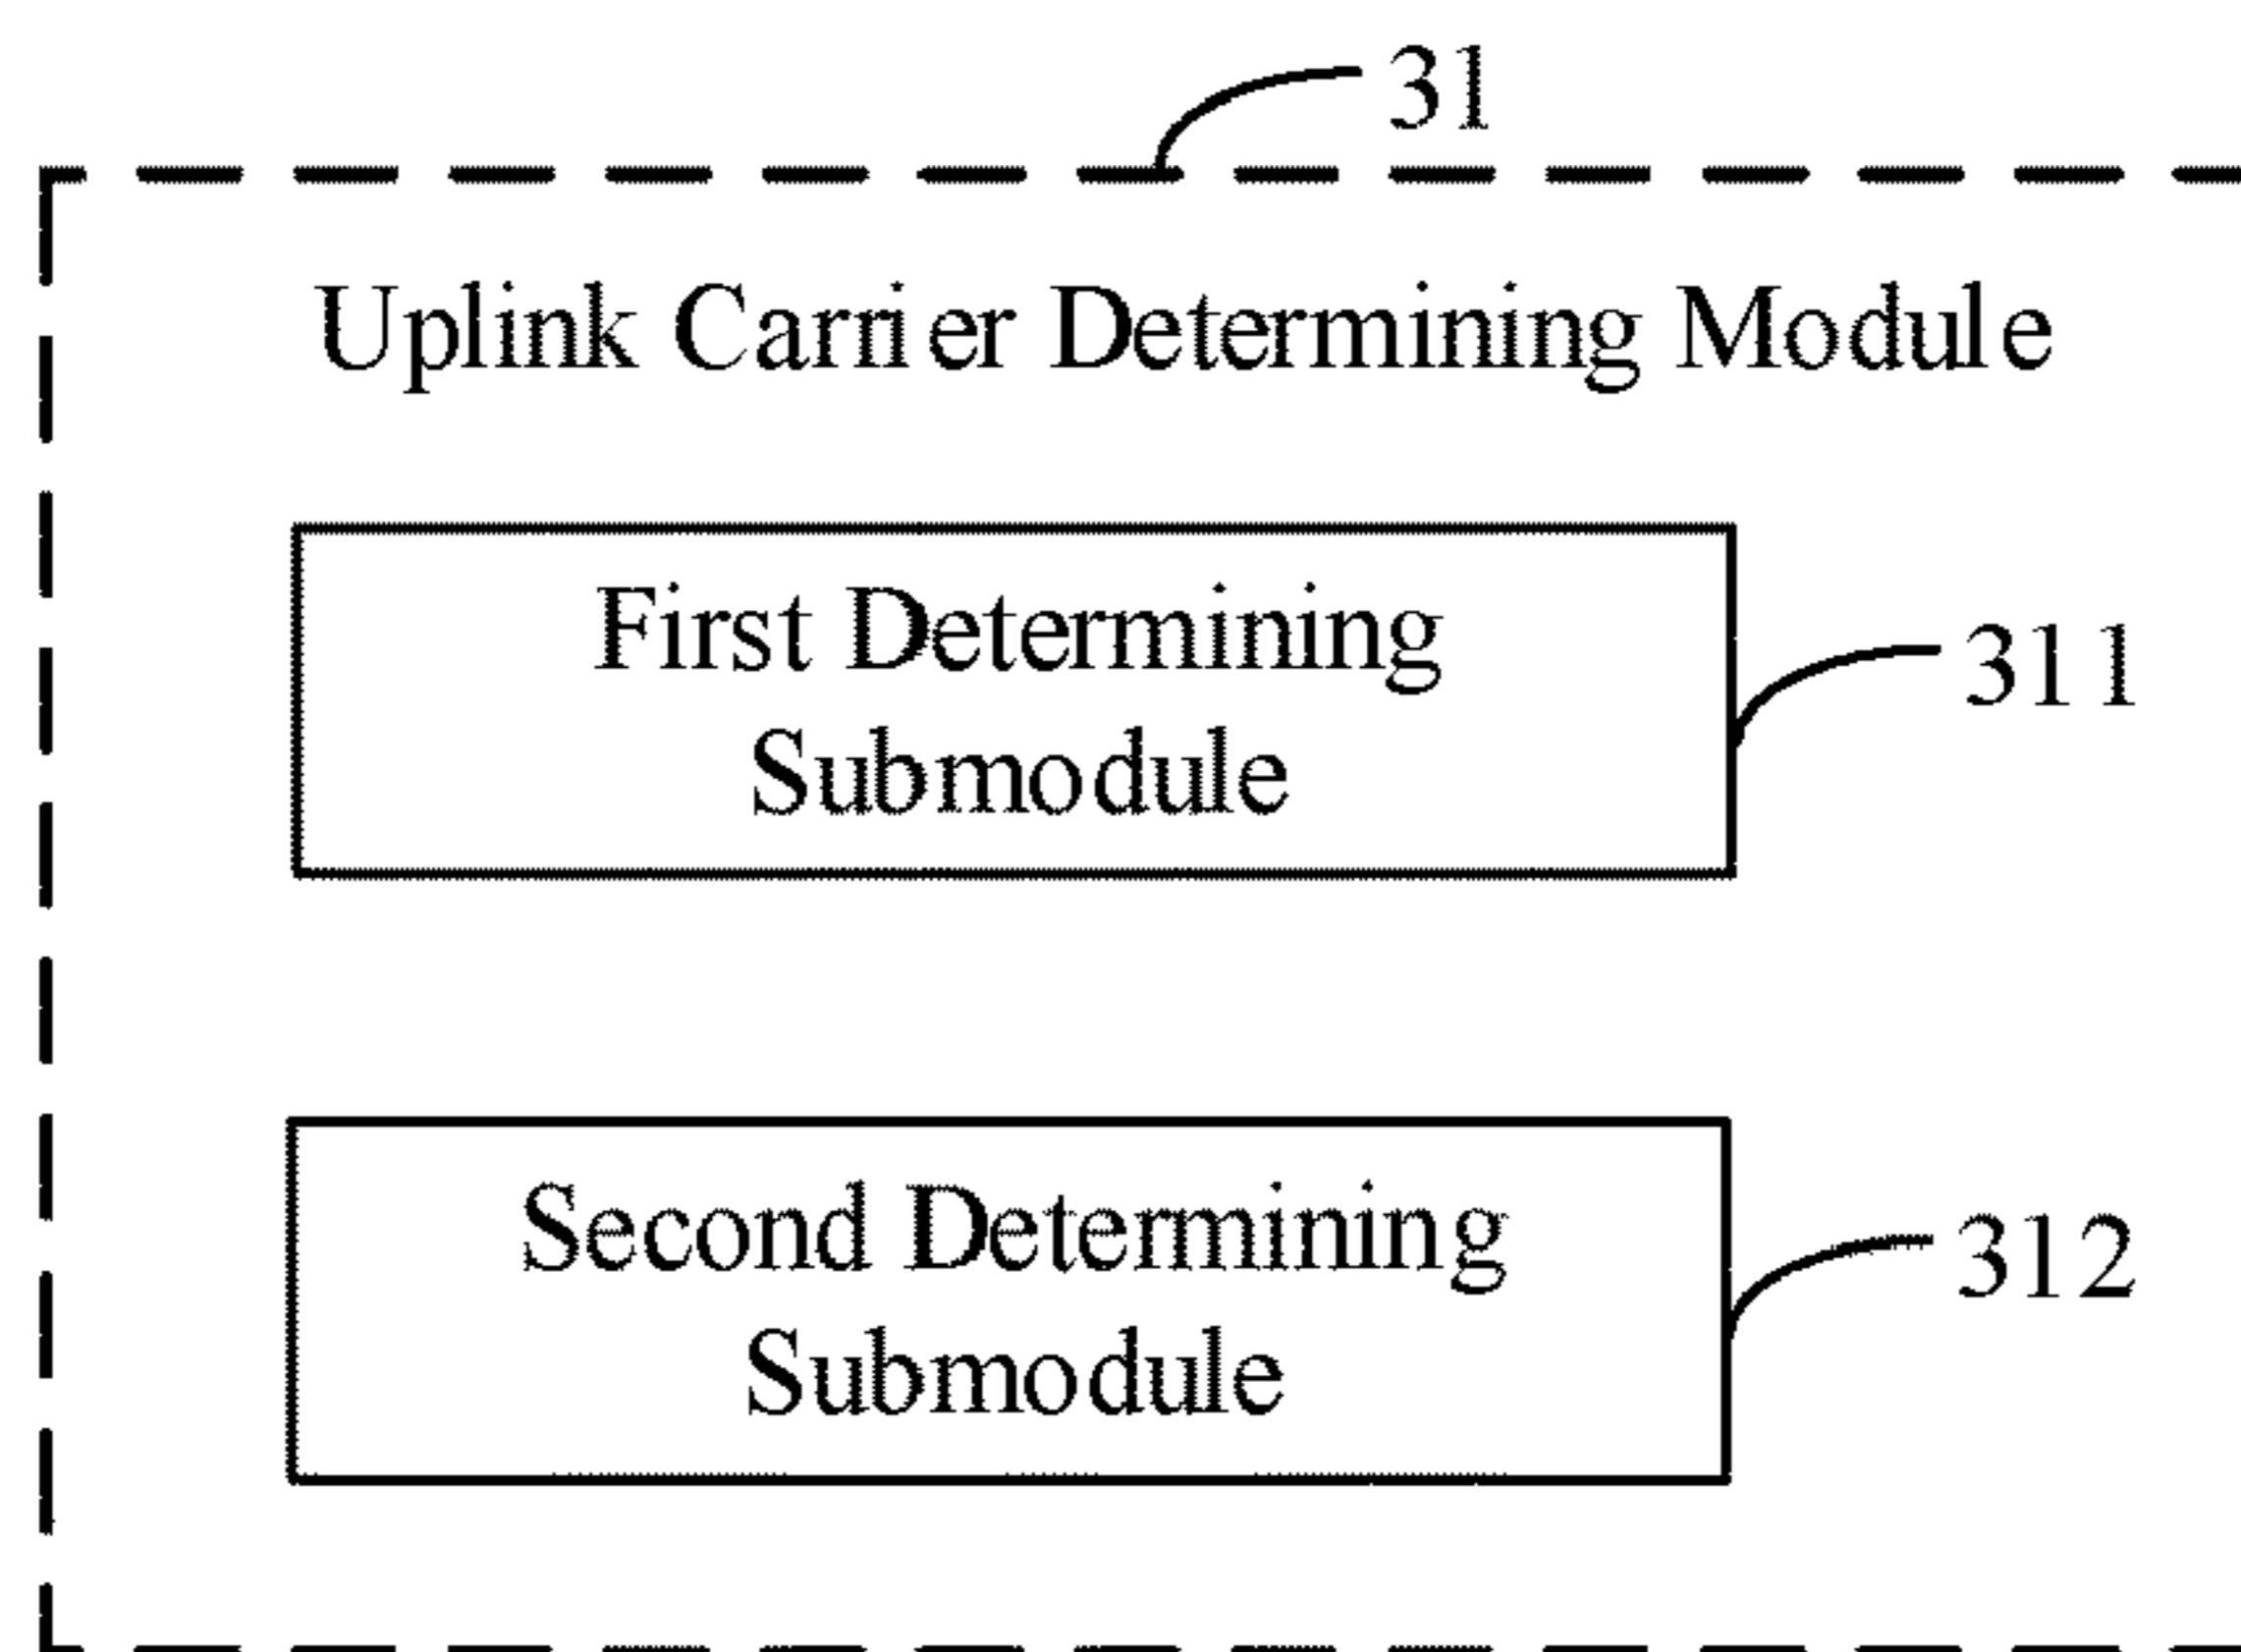 31
Uplink Carrier Determining Module
First Determining
Submodule
311
Second Determining
Submodule
312